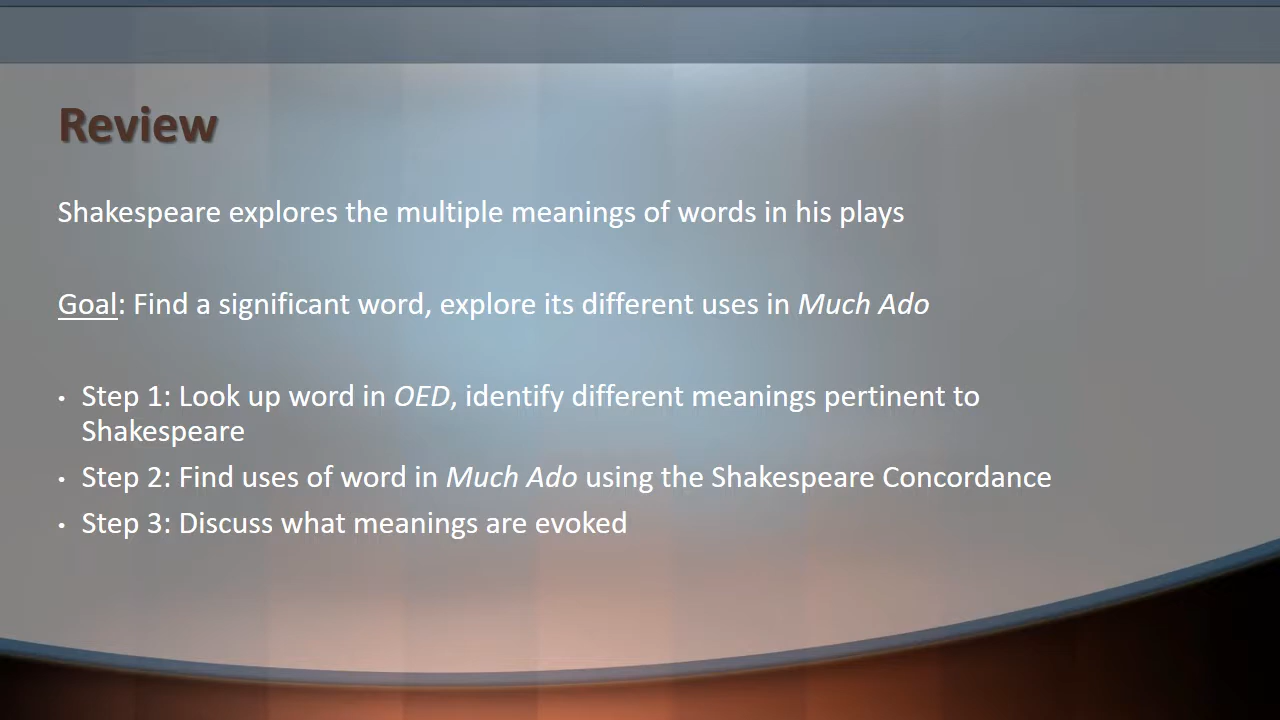 Review
Shakespeare explores the multiple meanings of words in his plays
Goal: Find a significant word, explore its different uses in Much Ado
• Step 1: Look up word in OED, identify different meanings pertinent to
Shakespeare
• Step 2: Find uses of word in Much Ado using the Shakespeare Concordance
• Step 3: Discuss what meanings are evoked